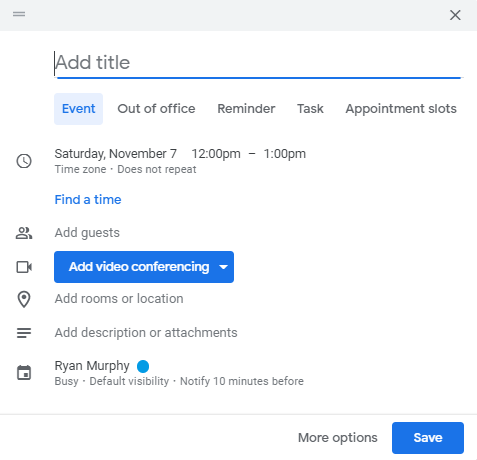 Add title
Event Out of office Reminder Task Appointment slots
Saturday, November 7 12:00pm – 1:00pm
Time zone · Does not repeat
Find a time
Add guests
Add video conferencing
Add rooms or location
Add description or attachments
Ryan Murphy
Busy · Default visibility · Notify 10 minutes before
More options Save